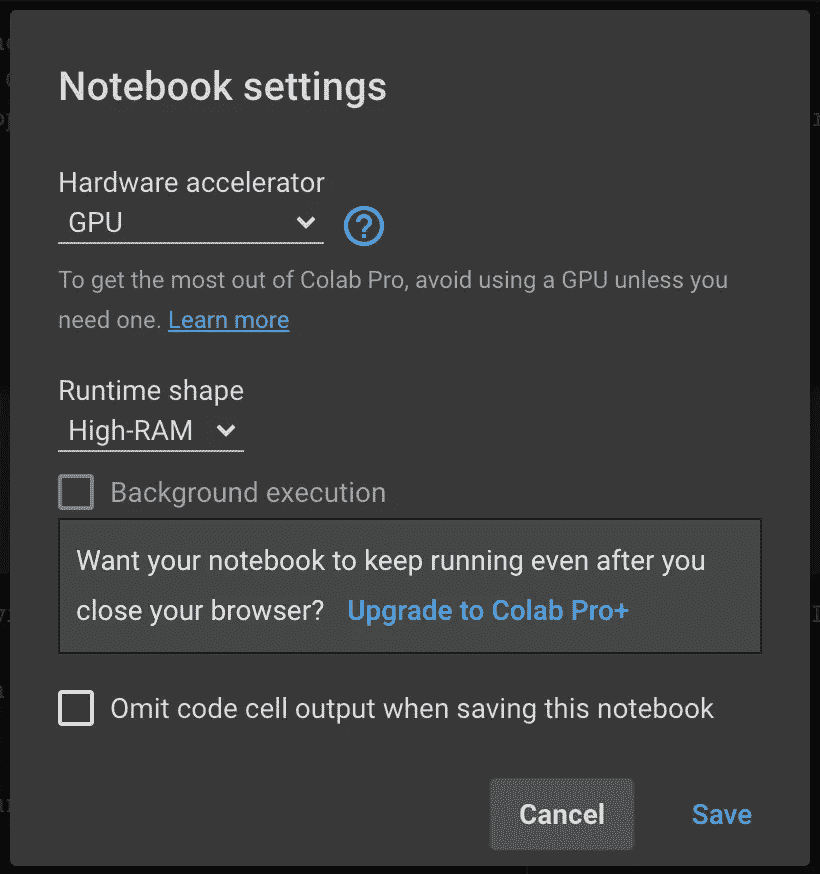 Notebook settings
Hardware accelerator
GPU
?
To get the most out of Colab Pro, avoid using a GPU unless you
need one. Learn more
Runtime shape
High-RAM
Background execution
Want your notebook to keep running even after you
close your browser? Upgrade to Colab Pro+
Omit code cell output when saving this notebook
Cancel Save